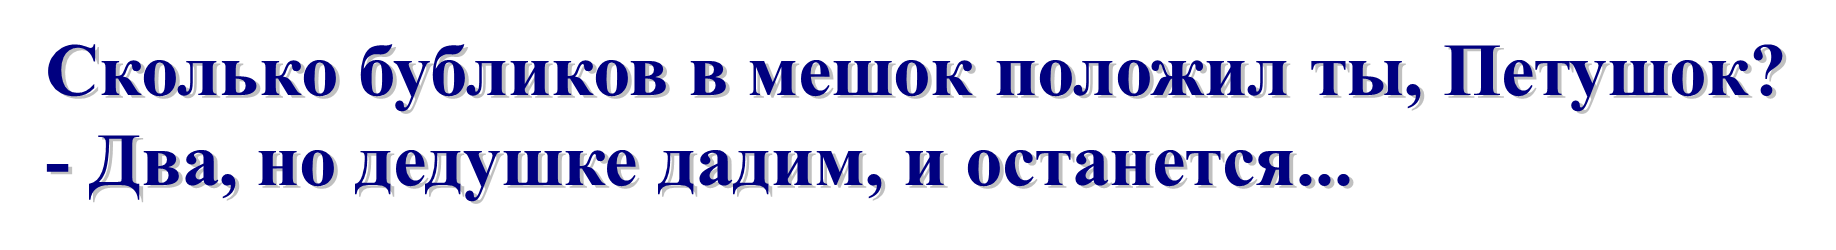 Сколько бубликов в мешок положил ты, Петушок?
- Два, но дедушке дадим, и останется...